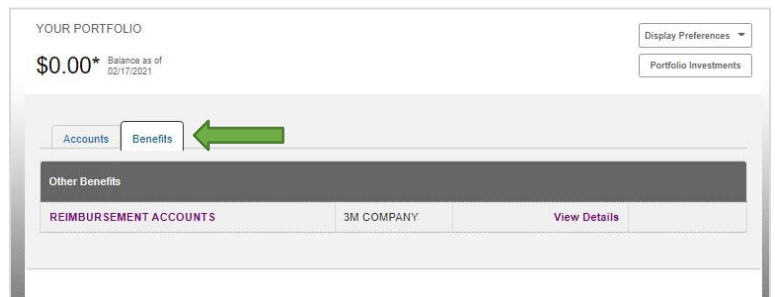 YOUR PORTFOLIO
Display Preferences
$0.00* Balance as of
02/17/2021
Portfolio Investments
Accounts Benefits
Other Benefits
REIMBURSEMENT ACCOUNTS 3M COMPANY View Details